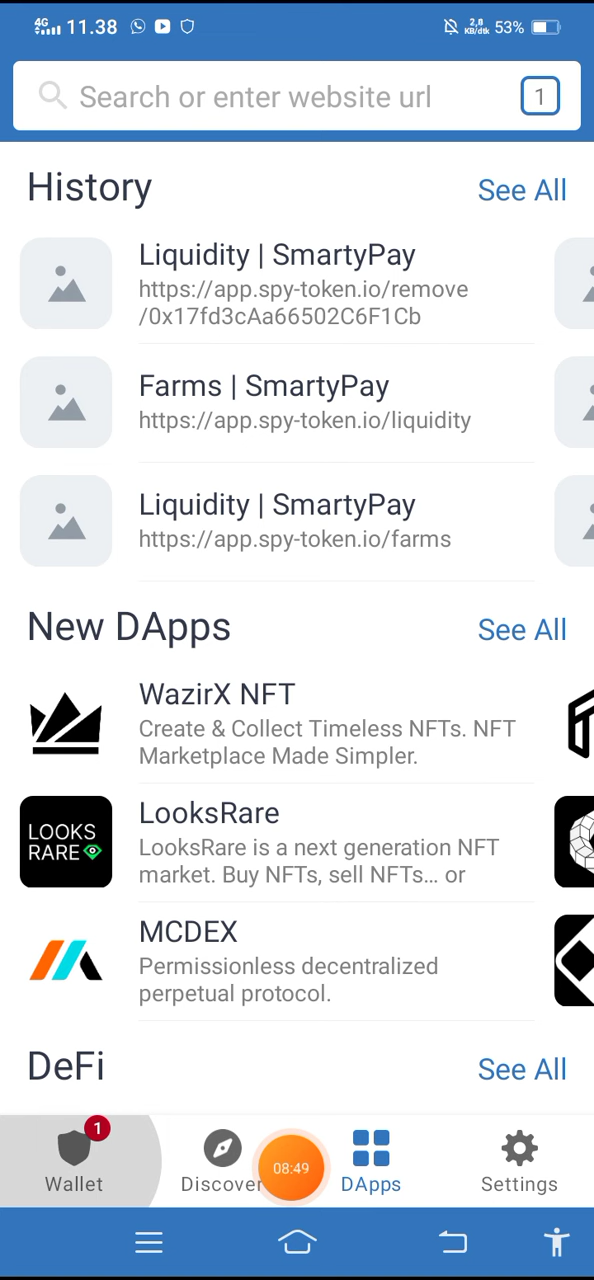 4G 11.38 2,8 KB/dtk 53%
Search or enter website url 1
History See All
Liquidity | SmartyPay
https://app.spy-token.io/remove
/0x17fd3cAa66502C6F1Cb
Farms | SmartyPay
https://app.spy-token.io/liquidity
Liquidity | SmartyPay
https://app.spy-token.io/farms
New DApps See All
WazirX NFT
Create & Collect Timeless NFTs. NFT
Marketplace Made Simpler.
LOOKS
RARE
LooksRare
LooksRare is a next generation NFT
market. Buy NFTs, sell NFTs... or
MCDEX
Permissionless decentralized
perpetual protocol.
DeFi See All
1
08:49
Wallet Discover DApps Settings